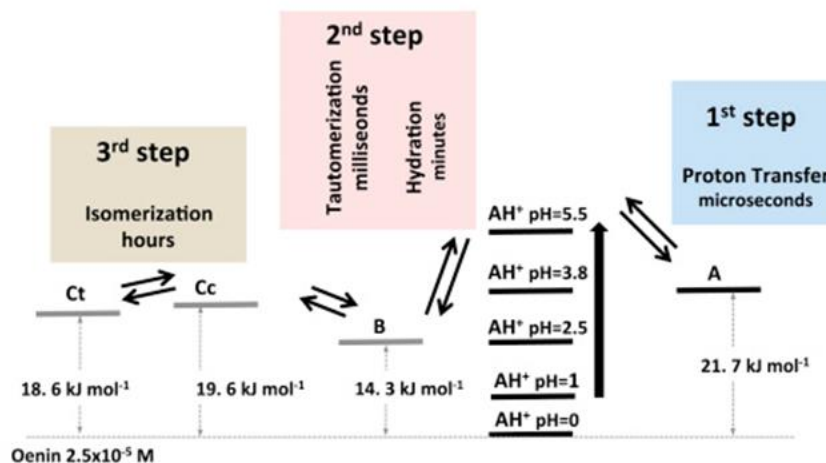 2nd step
Tautomerization
milliseconds
Hydration
minutes
1st step
Proton Transfer
microseconds
3rd step
Isomerization
hours
AH+ pH=5.5
AH+ pH=3.8
AH+ pH=2.5
AH+ pH=1
AH+ pH=0
Ct
Cc
B
A
18. 6 kJ mol-1
19. 6 kJ mol-1
14. 3 kJ mol-1
21. 7 kJ mol-1
Oenin 2.5x10-5 M